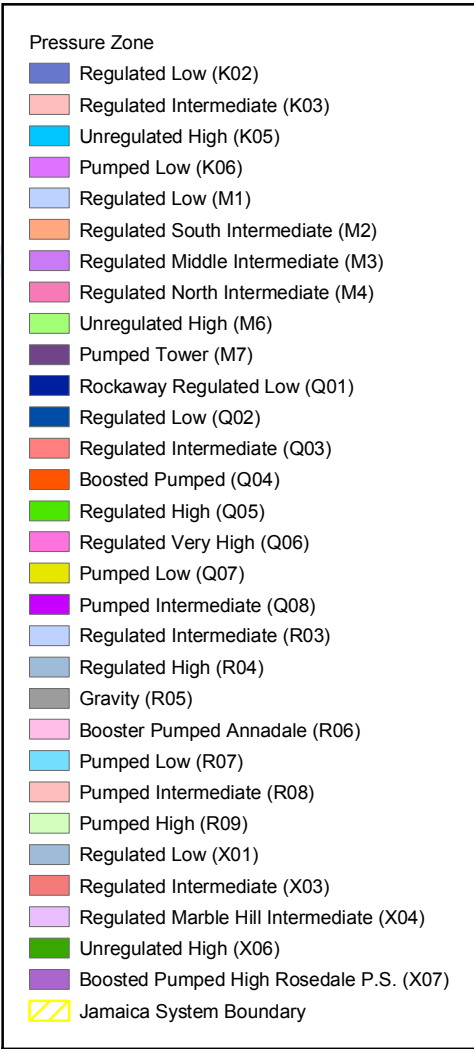 Pressure Zone
Regulated Low (K02)
Regulated Intermediate (K03)
Unregulated High (K05)
Pumped Low (K06)
Regulated Low (M1)
Regulated South Intermediate (M2)
Regulated Middle Intermediate (M3)
Regulated North Intermediate (M4)
Unregulated High (M6)
Pumped Tower (M7)
Rockaway Regulated Low (Q01)
Regulated Low (Q02)
Regulated Intermediate (Q03)
Boosted Pumped (Q04)
Regulated High (Q05)
Regulated Very High (Q06)
Pumped Low (Q07)
Pumped Intermediate (Q08)
Regulated Intermediate (R03)
Regulated High (R04)
Gravity (R05)
Booster Pumped Annadale (R06)
Pumped Low (R07)
Pumped Intermediate (R08)
Pumped High (R09)
Regulated Low (X01)
Regulated Intermediate (X03)
Regulated Marble Hill Intermediate (X04)
Unregulated High (X06)
Boosted Pumped High Rosedale P.S. (X07)
Jamaica System Boundary